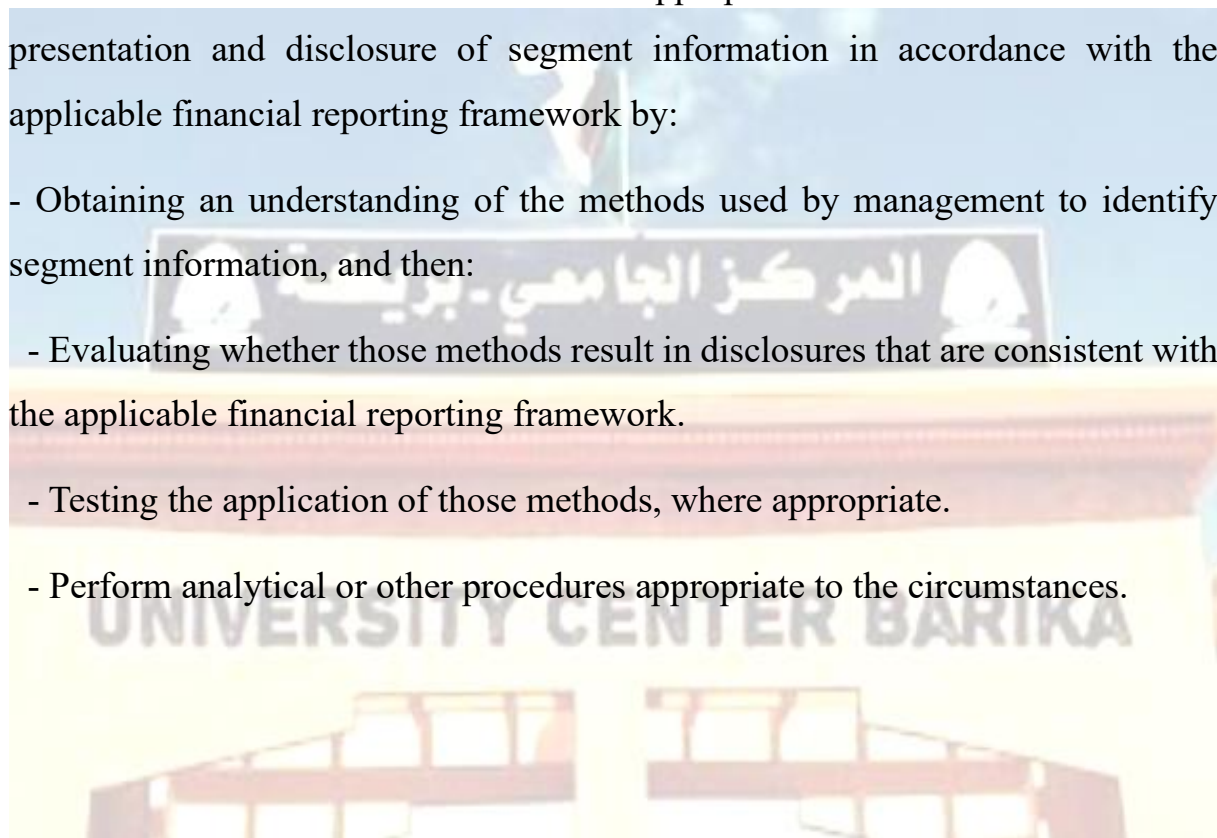 presentation and disclosure of segment information in accordance with the
applicable financial reporting framework by:
- Obtaining an understanding of the methods used by management to identify
segment information, and then:
المركز الجامعي - بريكة
- Evaluating whether those methods result in disclosures that are consistent with
the applicable financial reporting framework.
- Testing the application of those methods, where appropriate.
- Perform analytical or other procedures appropriate to the circumstances.
UNIVERSITY CENTER BARIKA